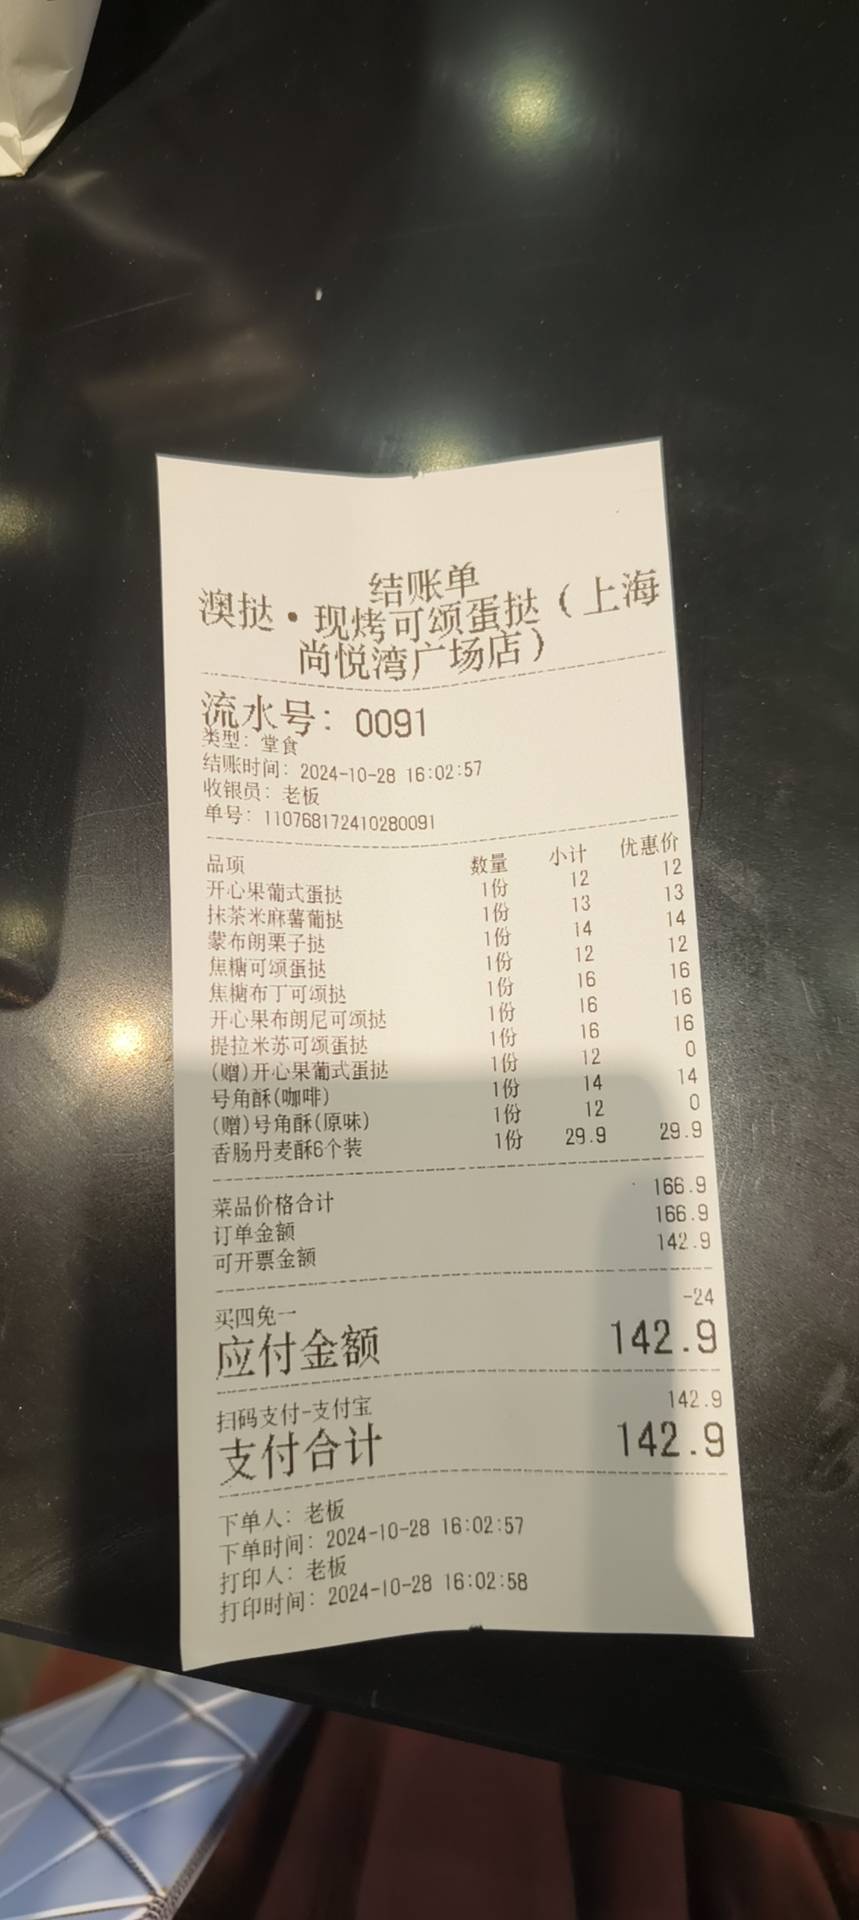 结账单
澳挞·现烤可颂蛋挞（上海
尚悦湾广场店）
流水号: 0091
类型: 堂食
结账时间: 2024-10-28 16:02:57
收银员: 老板
单号: 110768172410280091
品项 数量 小计 优惠价
开心果葡式蛋挞 1份 12 12
抹茶米麻薯葡挞 1份 13 13
蒙布朗栗子挞 1份 14 14
焦糖可颂蛋挞 1份 12 12
焦糖布丁可颂挞 1份 16 16
开心果布朗尼可颂挞 1份 16 16
提拉米苏可颂蛋挞 1份 16 16
(赠)开心果葡式蛋挞 1份 12 0
号角酥(咖啡) 1份 14 14
(赠)号角酥(原味) 1份 12 0
香肠丹麦酥6个装 1份 29.9 29.9
菜品价格合计 166.9
订单金额 166.9
可开票金额 142.9
买四免一 -24
应付金额 142.9
扫码支付-支付宝 142.9
支付合计 142.9
下单人: 老板
下单时间: 2024-10-28 16:02:57
打印人: 老板
打印时间: 2024-10-28 16:02:58